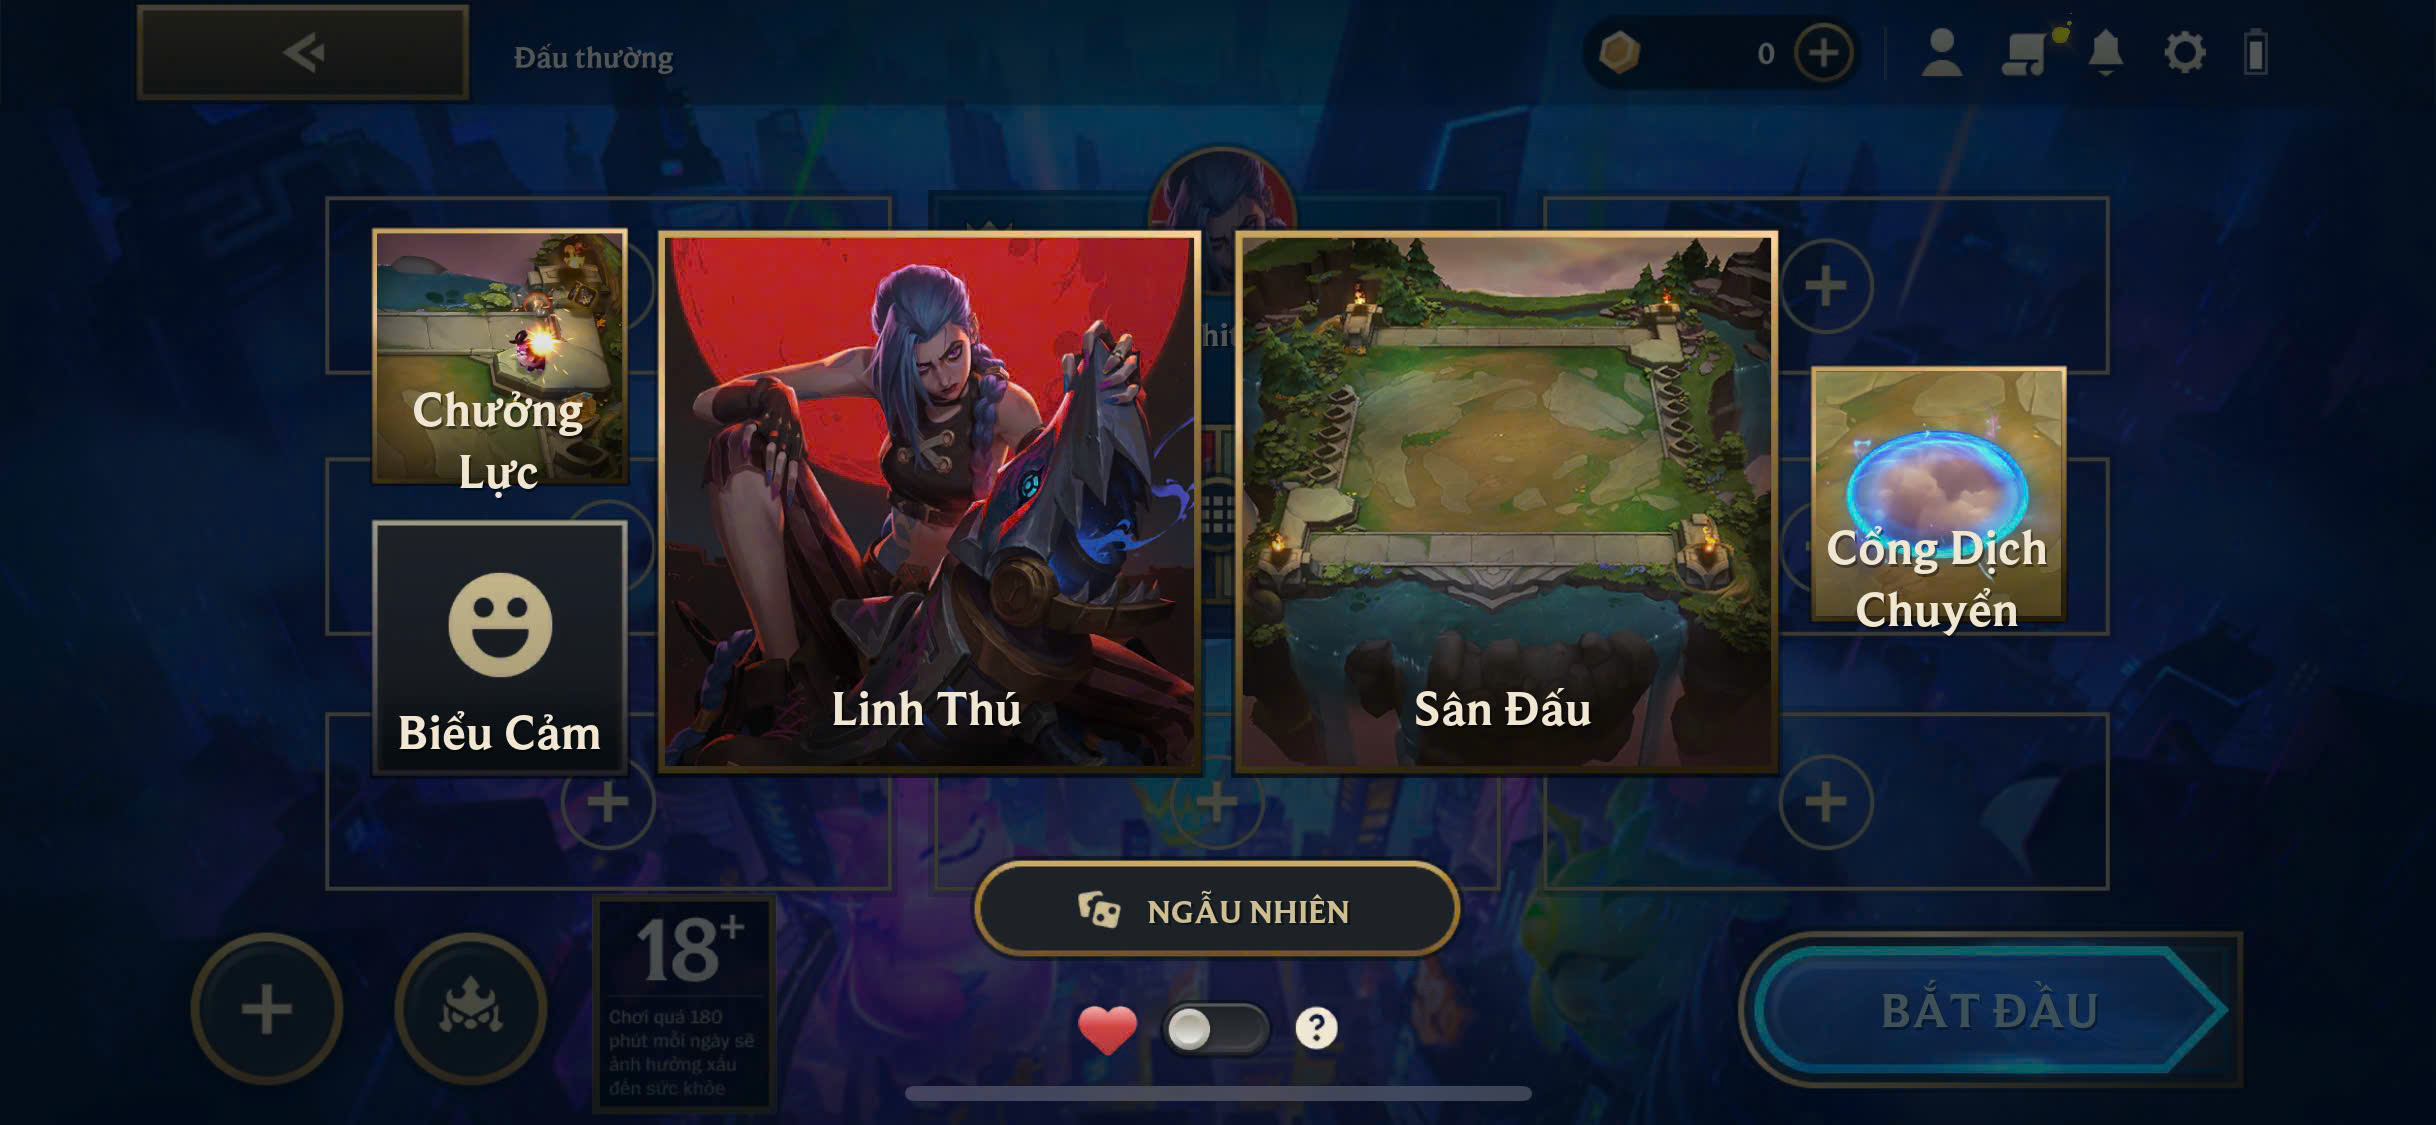 Đấu thường
0
Chưởng
Lực
Biểu Cảm
Linh Thú
Sân Đấu
Cổng Dịch
Chuyển
NGẪU NHIÊN
?
18+
Chơi quá 180
phút mỗi ngày sẽ
ảnh hưởng xấu
đến sức khỏe
BẮT ĐẦU